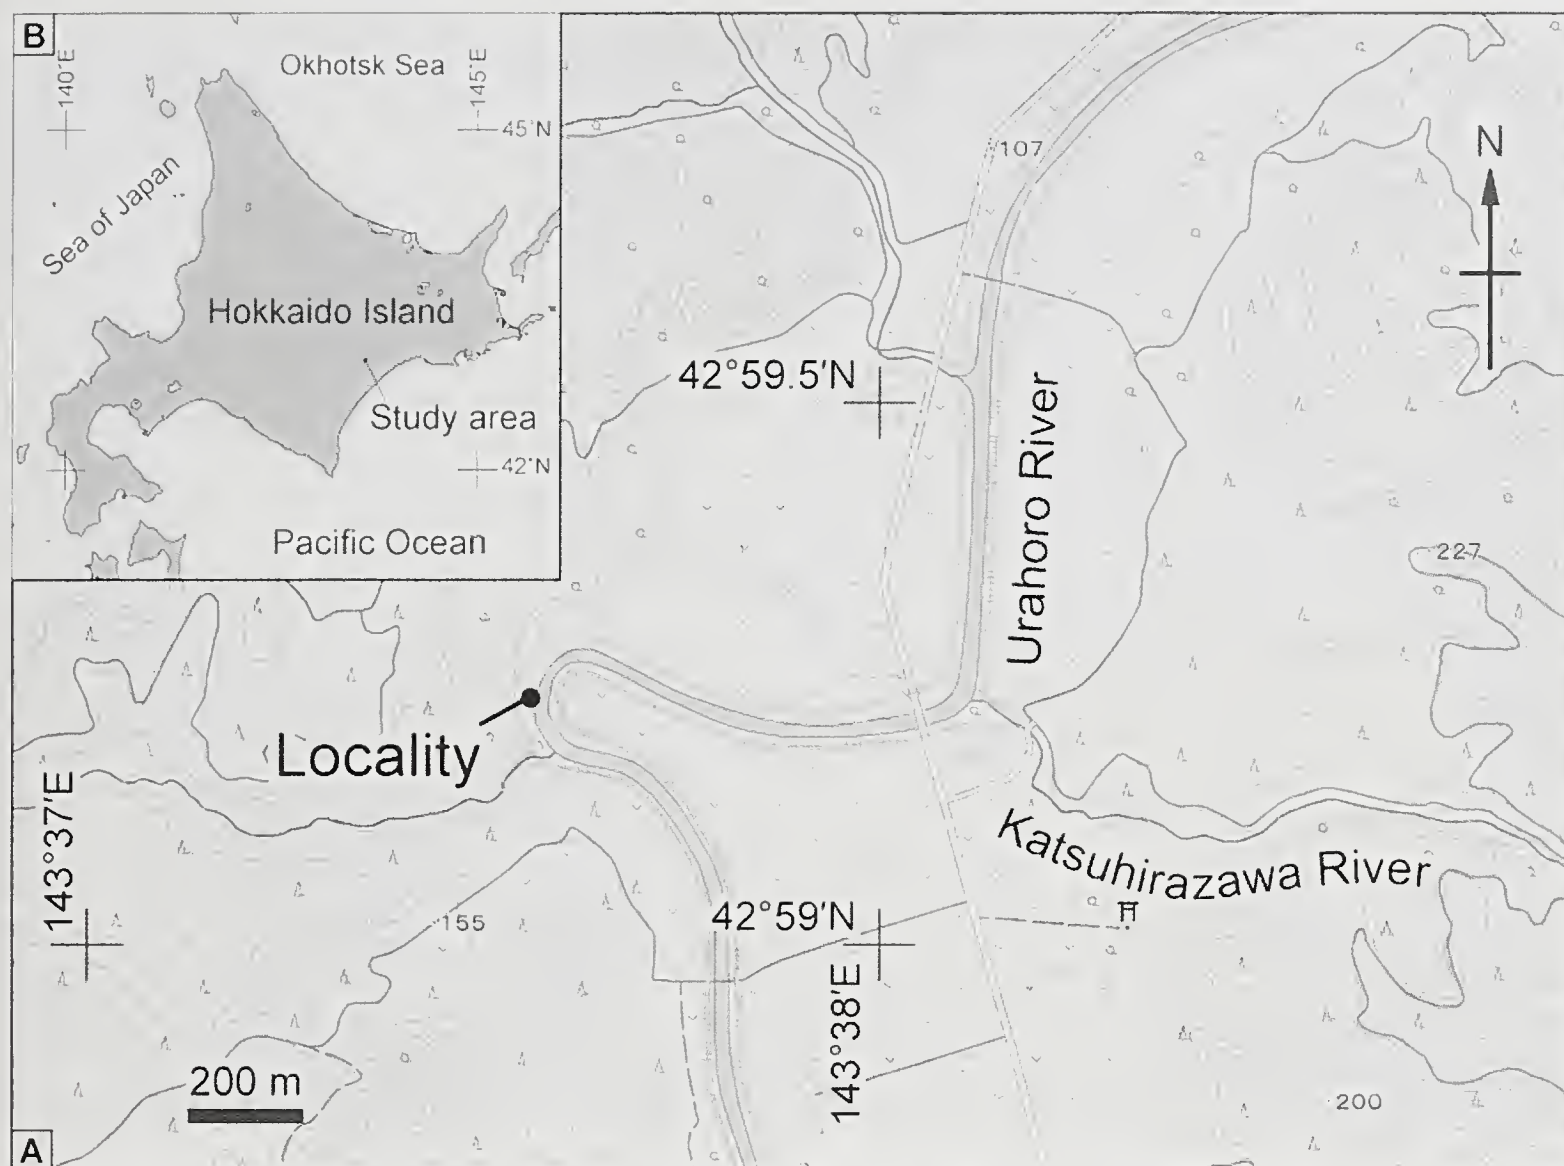 B
140°E
Okhotsk Sea
145°E
45°N
Sea of Japan
Hokkaido Island
Study area
42°N
Pacific Ocean
107
N
42°59.5'N
Urahoro River
227
Locality
143°37'E
Katsuhirazawa River
155
42°59'N
143°38'E
200 m
200
A